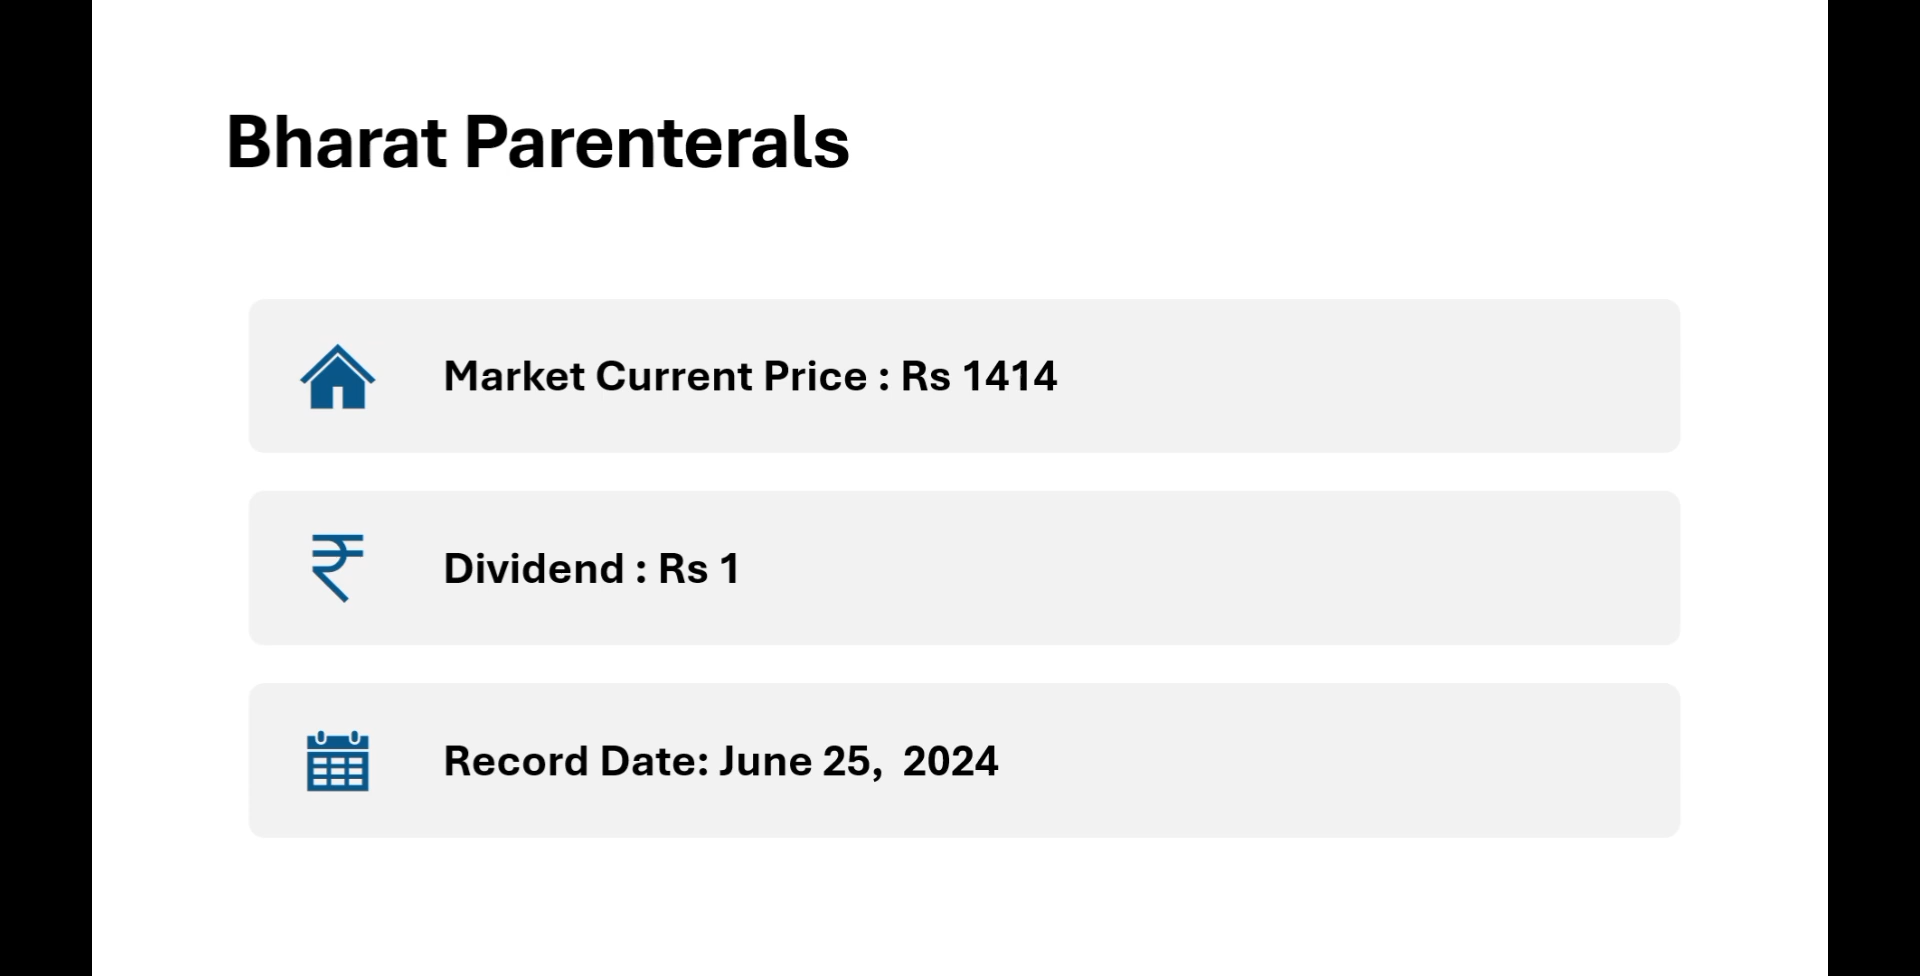 Bharat Parenterals
Market Current Price : Rs 1414
Dividend : Rs 1
Record Date: June 25,  2024